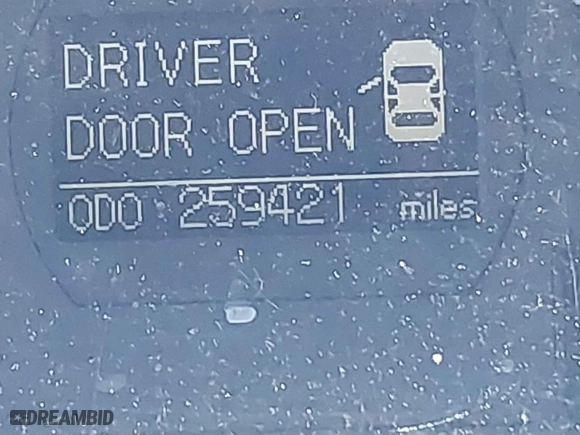 DRIVER
DOOR OPEN
ODO 259421 miles
DREAMBID